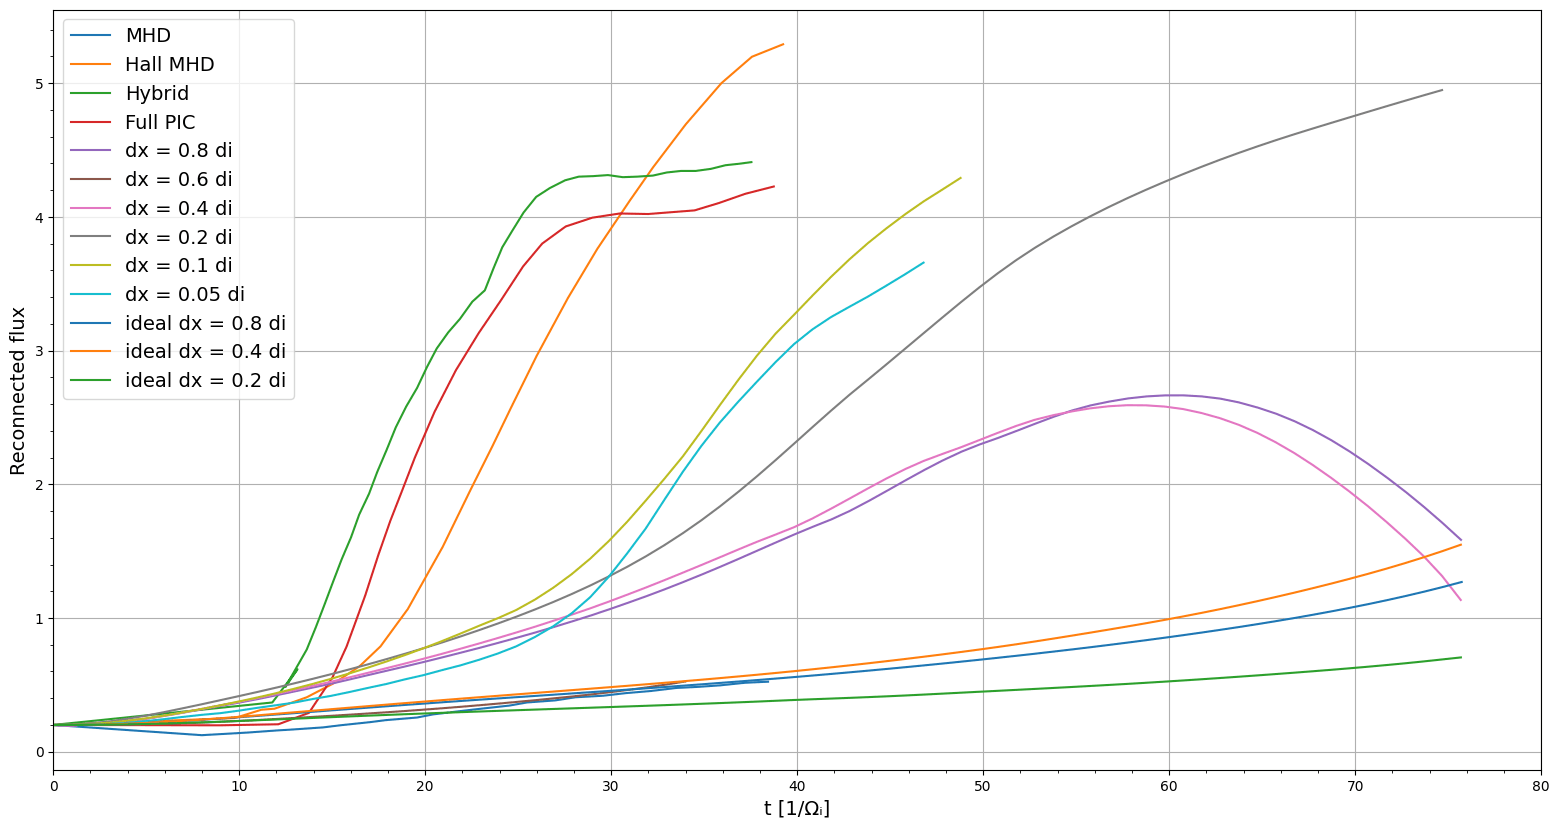 MHD
Hall MHD
Hybrid
Full PIC
dx = 0.8 di
dx = 0.6 di
dx = 0.4 di
dx = 0.2 di
dx = 0.1 di
dx = 0.05 di
ideal dx = 0.8 di
ideal dx = 0.4 di
ideal dx = 0.2 di
Reconnected flux
5
4
3
2
1
0
0 10 20 30 40 50 60 70 80
t [1/Ωᵢ]